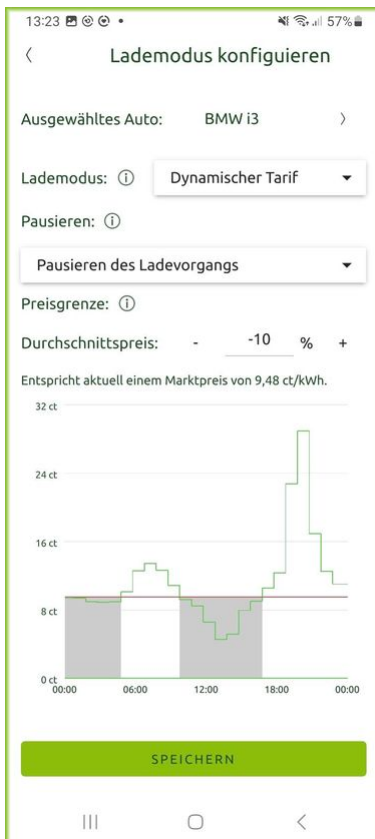 13:23 57%
Lademodus konfiguieren
Ausgewähltes Auto: BMW i3
Lademodus: Dynamischer Tarif
Pausieren:
Pausieren des Ladevorgangs
Preisgrenze:
Durchschnittspreis: - -10 % +
Entspricht aktuell einem Marktpreis von 9,48 ct/kWh.
32 ct
24 ct
16 ct
8 ct
0 ct
00:00 06:00 12:00 18:00 00:00
SPEICHERN